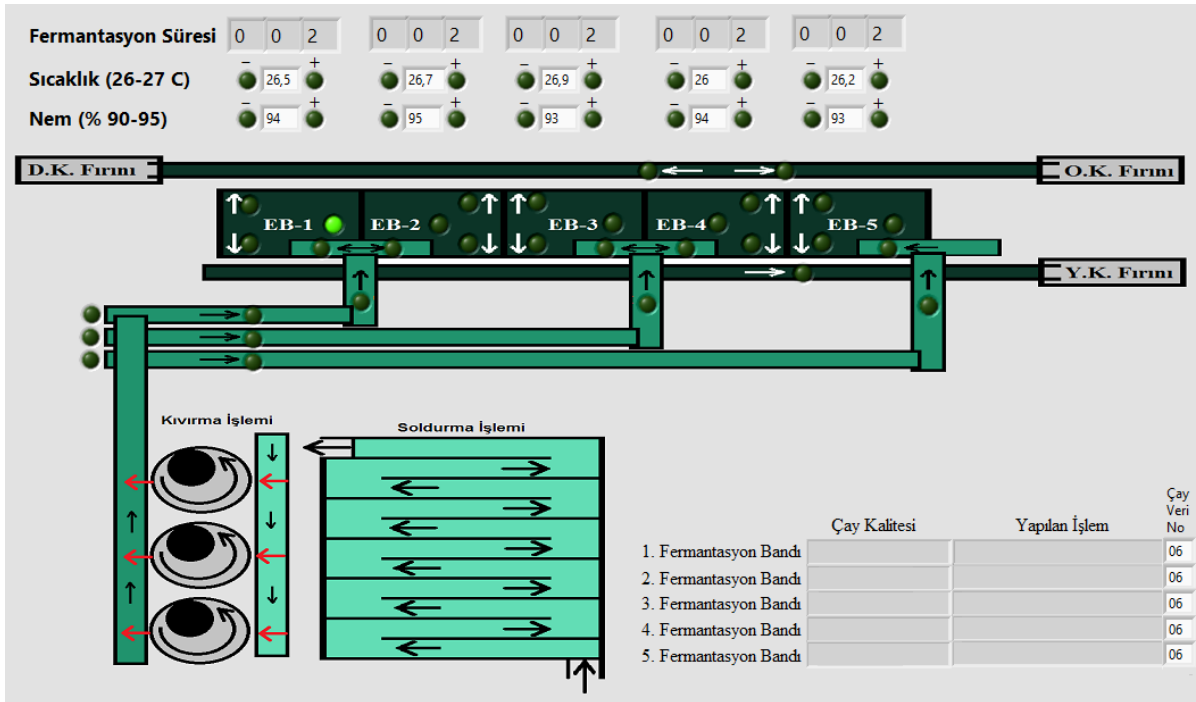 Fermantasyon Süresi 0 0 2 0 0 2 0 0 2 0 0 2 0 0 2
− + − + − + − + − +
Sıcaklık (26-27 C) 26,5 26,7 26,9 26 26,2
− + − + − + − + − +
Nem (% 90-95) 94 95 93 94 93
D.K. Fırını O.K. Fırını
EB-1 EB-2 EB-3 EB-4 EB-5
Y.K. Fırını
Kıvırma İşlemi
Soldurma İşlemi
Çay Kalitesi Yapılan İşlem Çay Veri No
1. Fermantasyon Bandı 06
2. Fermantasyon Bandı 06
3. Fermantasyon Bandı 06
4. Fermantasyon Bandı 06
5. Fermantasyon Bandı 06